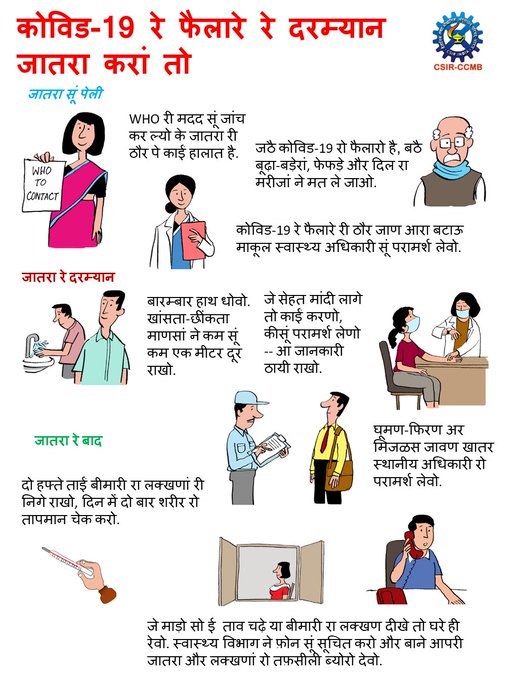 कोविड-19 रे फैलारे रे दरम्यान
जातरा करां तो
CSIR-CCMB
जातरा सूं पेली
WHO री मदद सूं जांच
कर ल्यो के जातरा री
ठौर पे काई हालात है.
WHO
TO
CONTACT
जठै कोविड-19 रो फैलारो है, बठै
बूढ़ा-बड़ेरां, फेफड़े और दिल रा
मरीजां ने मत ले जाओ.
कोविड-19 रे फैलारे री ठोर जाण आरा बटाऊ
माकूल स्वास्थ्य अधिकारी सूं परामर्श लेवो.
जातरा रे दरम्यान
बारम्बार हाथ धोवो.
खांसता-छींकता
माणसां ने कम सूं
कम एक मीटर दूर
राखो.
जे सेहत मांदी लागे
तो काई करणो,
कीसूं परामर्श लेणो
-- आ जानकारी
ठायी राखो.
घूमण-फिरण अर
मिजळस जावण खातर
स्थानीय अधिकारी रो
परामर्श लेवो.
जातरा रे बाद
दो हफ्ते ताई बीमारी रा लक्खणां री
निगे राखो, दिन में दो बार शरीर रो
तापमान चेक करो.
जे माड़ो सो ई ताव चढ़े या बीमारी रा लक्खण दीखे तो घरे ही
रेवो. स्वास्थ्य विभाग ने फ़ोन सूं सूचित करो और बाने आपरी
जातरा और लक्खणां रो तफ़सीली ब्योरो देवो.